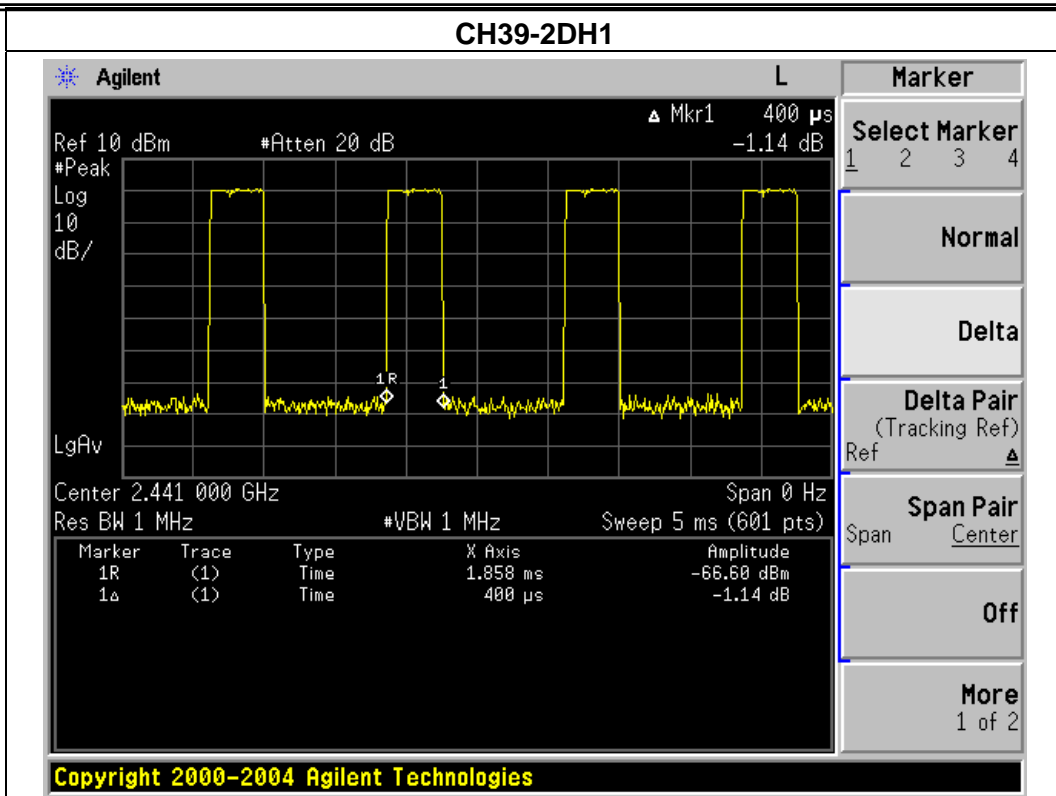 CH39-2DH1
Agilent L
Δ Mkr1 400 µs
Ref 10 dBm #Atten 20 dB -1.14 dB
#Peak
Log
10
dB/
1R 1
LgAv
Center 2.441 000 GHz Span 0 Hz
Res BW 1 MHz #VBW 1 MHz Sweep 5 ms (601 pts)
Marker Trace Type X Axis Amplitude
1R (1) Time 1.858 ms -66.60 dBm
1Δ (1) Time 400 µs -1.14 dB
Copyright 2000-2004 Agilent Technologies
Marker
Select Marker
1 2 3 4
Normal
Delta
Delta Pair
(Tracking Ref)
Ref Δ
Span Pair
Span Center
Off
More
1 of 2